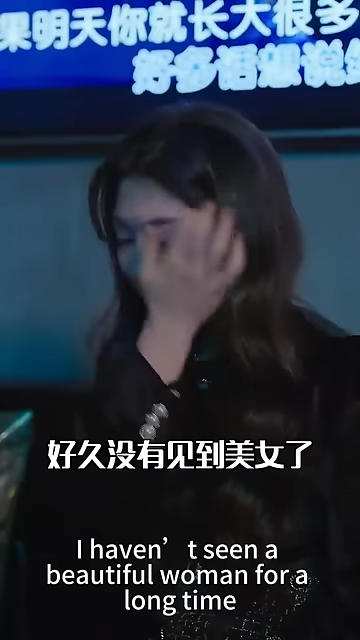 果明天你就长大很多
好多话想说
好久没有见到美女了
I haven't seen a
beautiful woman for a
long time